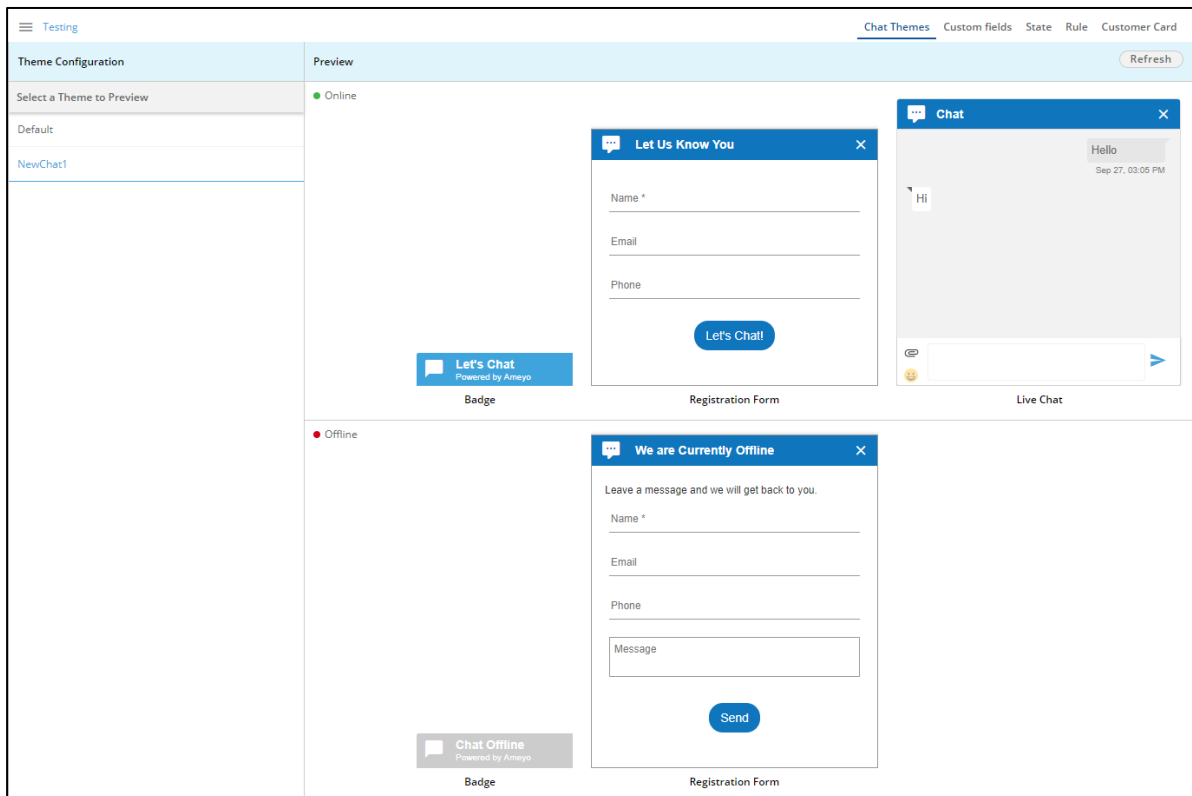 Testing
Chat Themes Custom fields State Rule Customer Card
Theme Configuration
Preview
Refresh
Select a Theme to Preview
Default
NewChat1
Online
Let's Chat
Powered by Ameyo
Badge
Let Us Know You
Name *
Email
Phone
Let's Chat!
Registration Form
Chat
Hello
Sep 27, 03:05 PM
Hi
Live Chat
Offline
Chat Offline
Powered by Ameyo
Badge
We are Currently Offline
Leave a message and we will get back to you.
Name *
Email
Phone
Message
Send
Registration Form